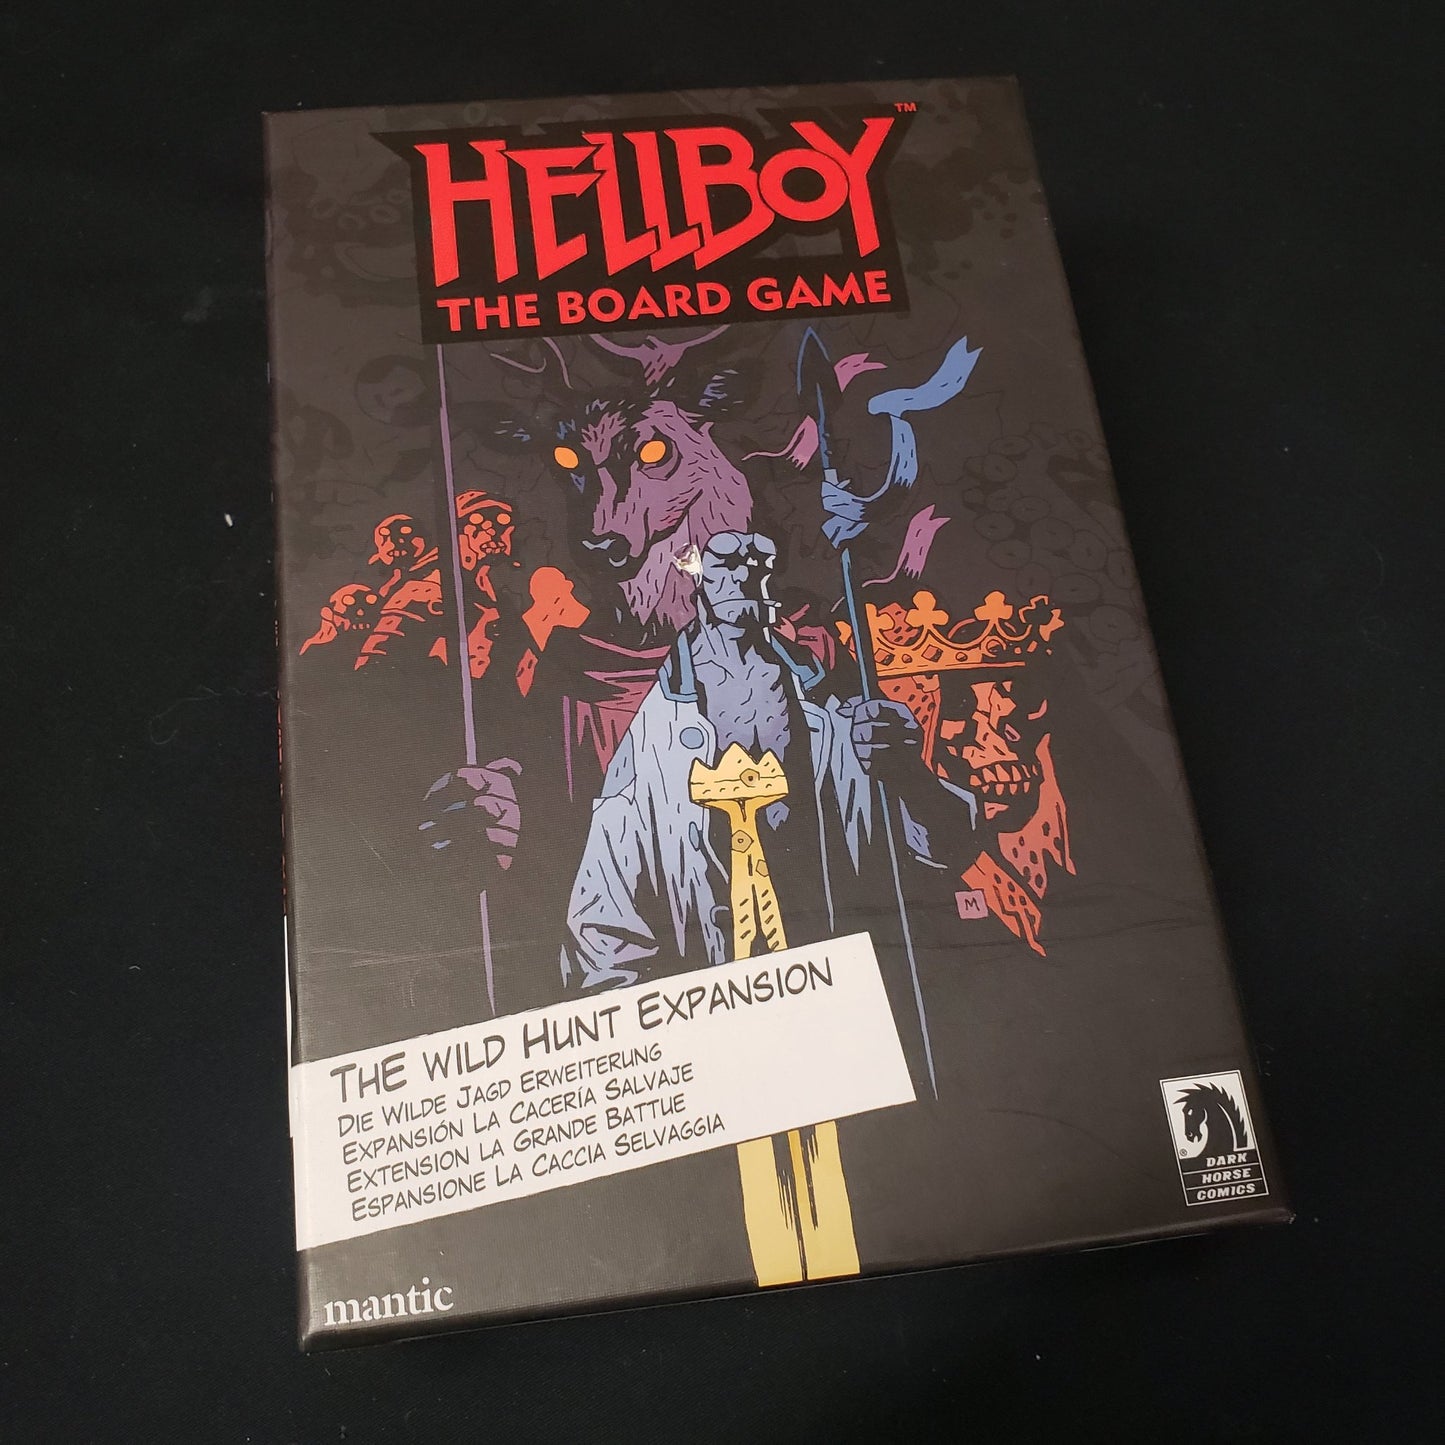 HELLBOY™
THE BOARD GAME
M
THE WILD HUNT EXPANSION
DIE WILDE JAGD ERWEITERUNG
EXPANSIÓN LA CACERÍA SALVAJE
EXTENSION LA GRANDE BATTUE
ESPANSIONE LA CACCIA SELVAGGIA
®
DARK
HORSE
COMICS
mantic